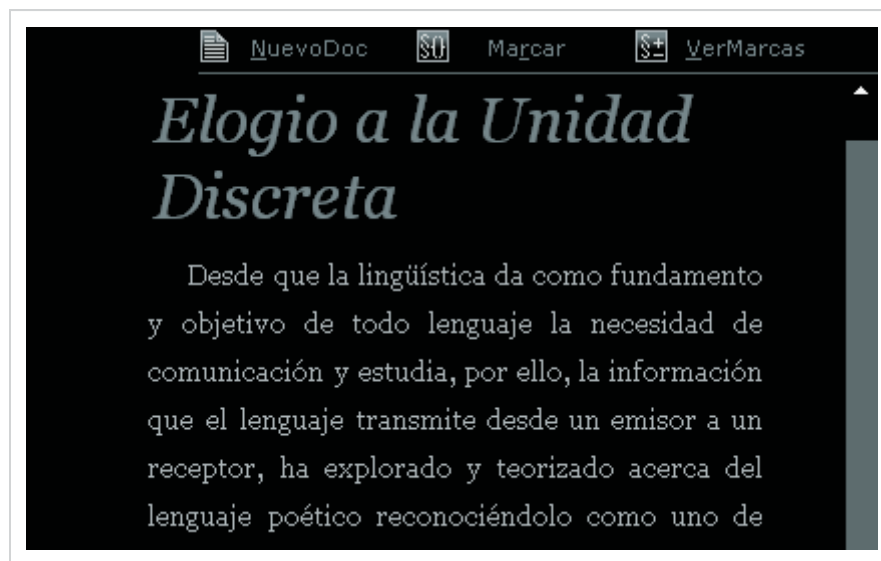 NuevoDoc Marcar VerMarcas
Elogio a la Unidad
Discreta
Desde que la lingüística da como fundamento
y objetivo de todo lenguaje la necesidad de
comunicación y estudia, por ello, la información
que el lenguaje transmite desde un emisor a un
receptor, ha explorado y teorizado acerca del
lenguaje poético reconociéndolo como uno de